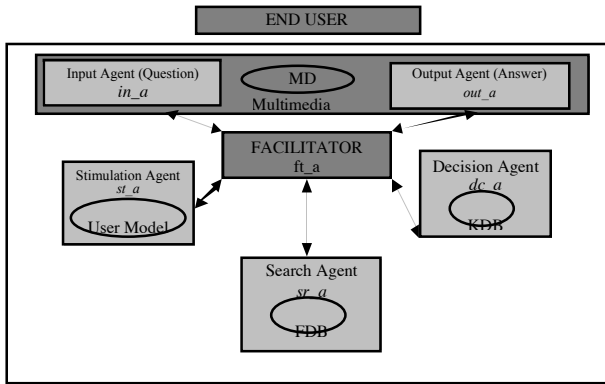 END USER
Input Agent (Question)
in_a
MD
Multimedia
Output Agent (Answer)
out_a
FACILITATOR
ft_a
Stimulation Agent
st_a
User Model
Decision Agent
dc_a
KDB
Search Agent
sr_a
FDB